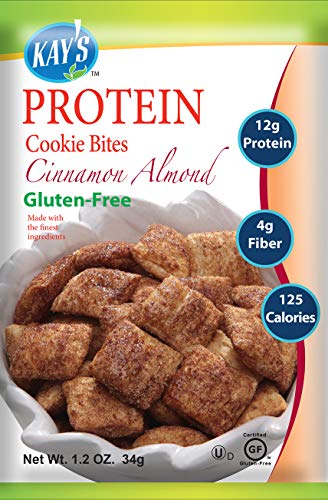 KAY'S
™
PROTEIN
Cookie Bites
Cinnamon Almond
Gluten-Free
Made with
the finest
ingredients
12g
Protein
4g
Fiber
125
Calories
Net Wt. 1.2 OZ. 34g
U D
Certified
GF
Gluten-Free